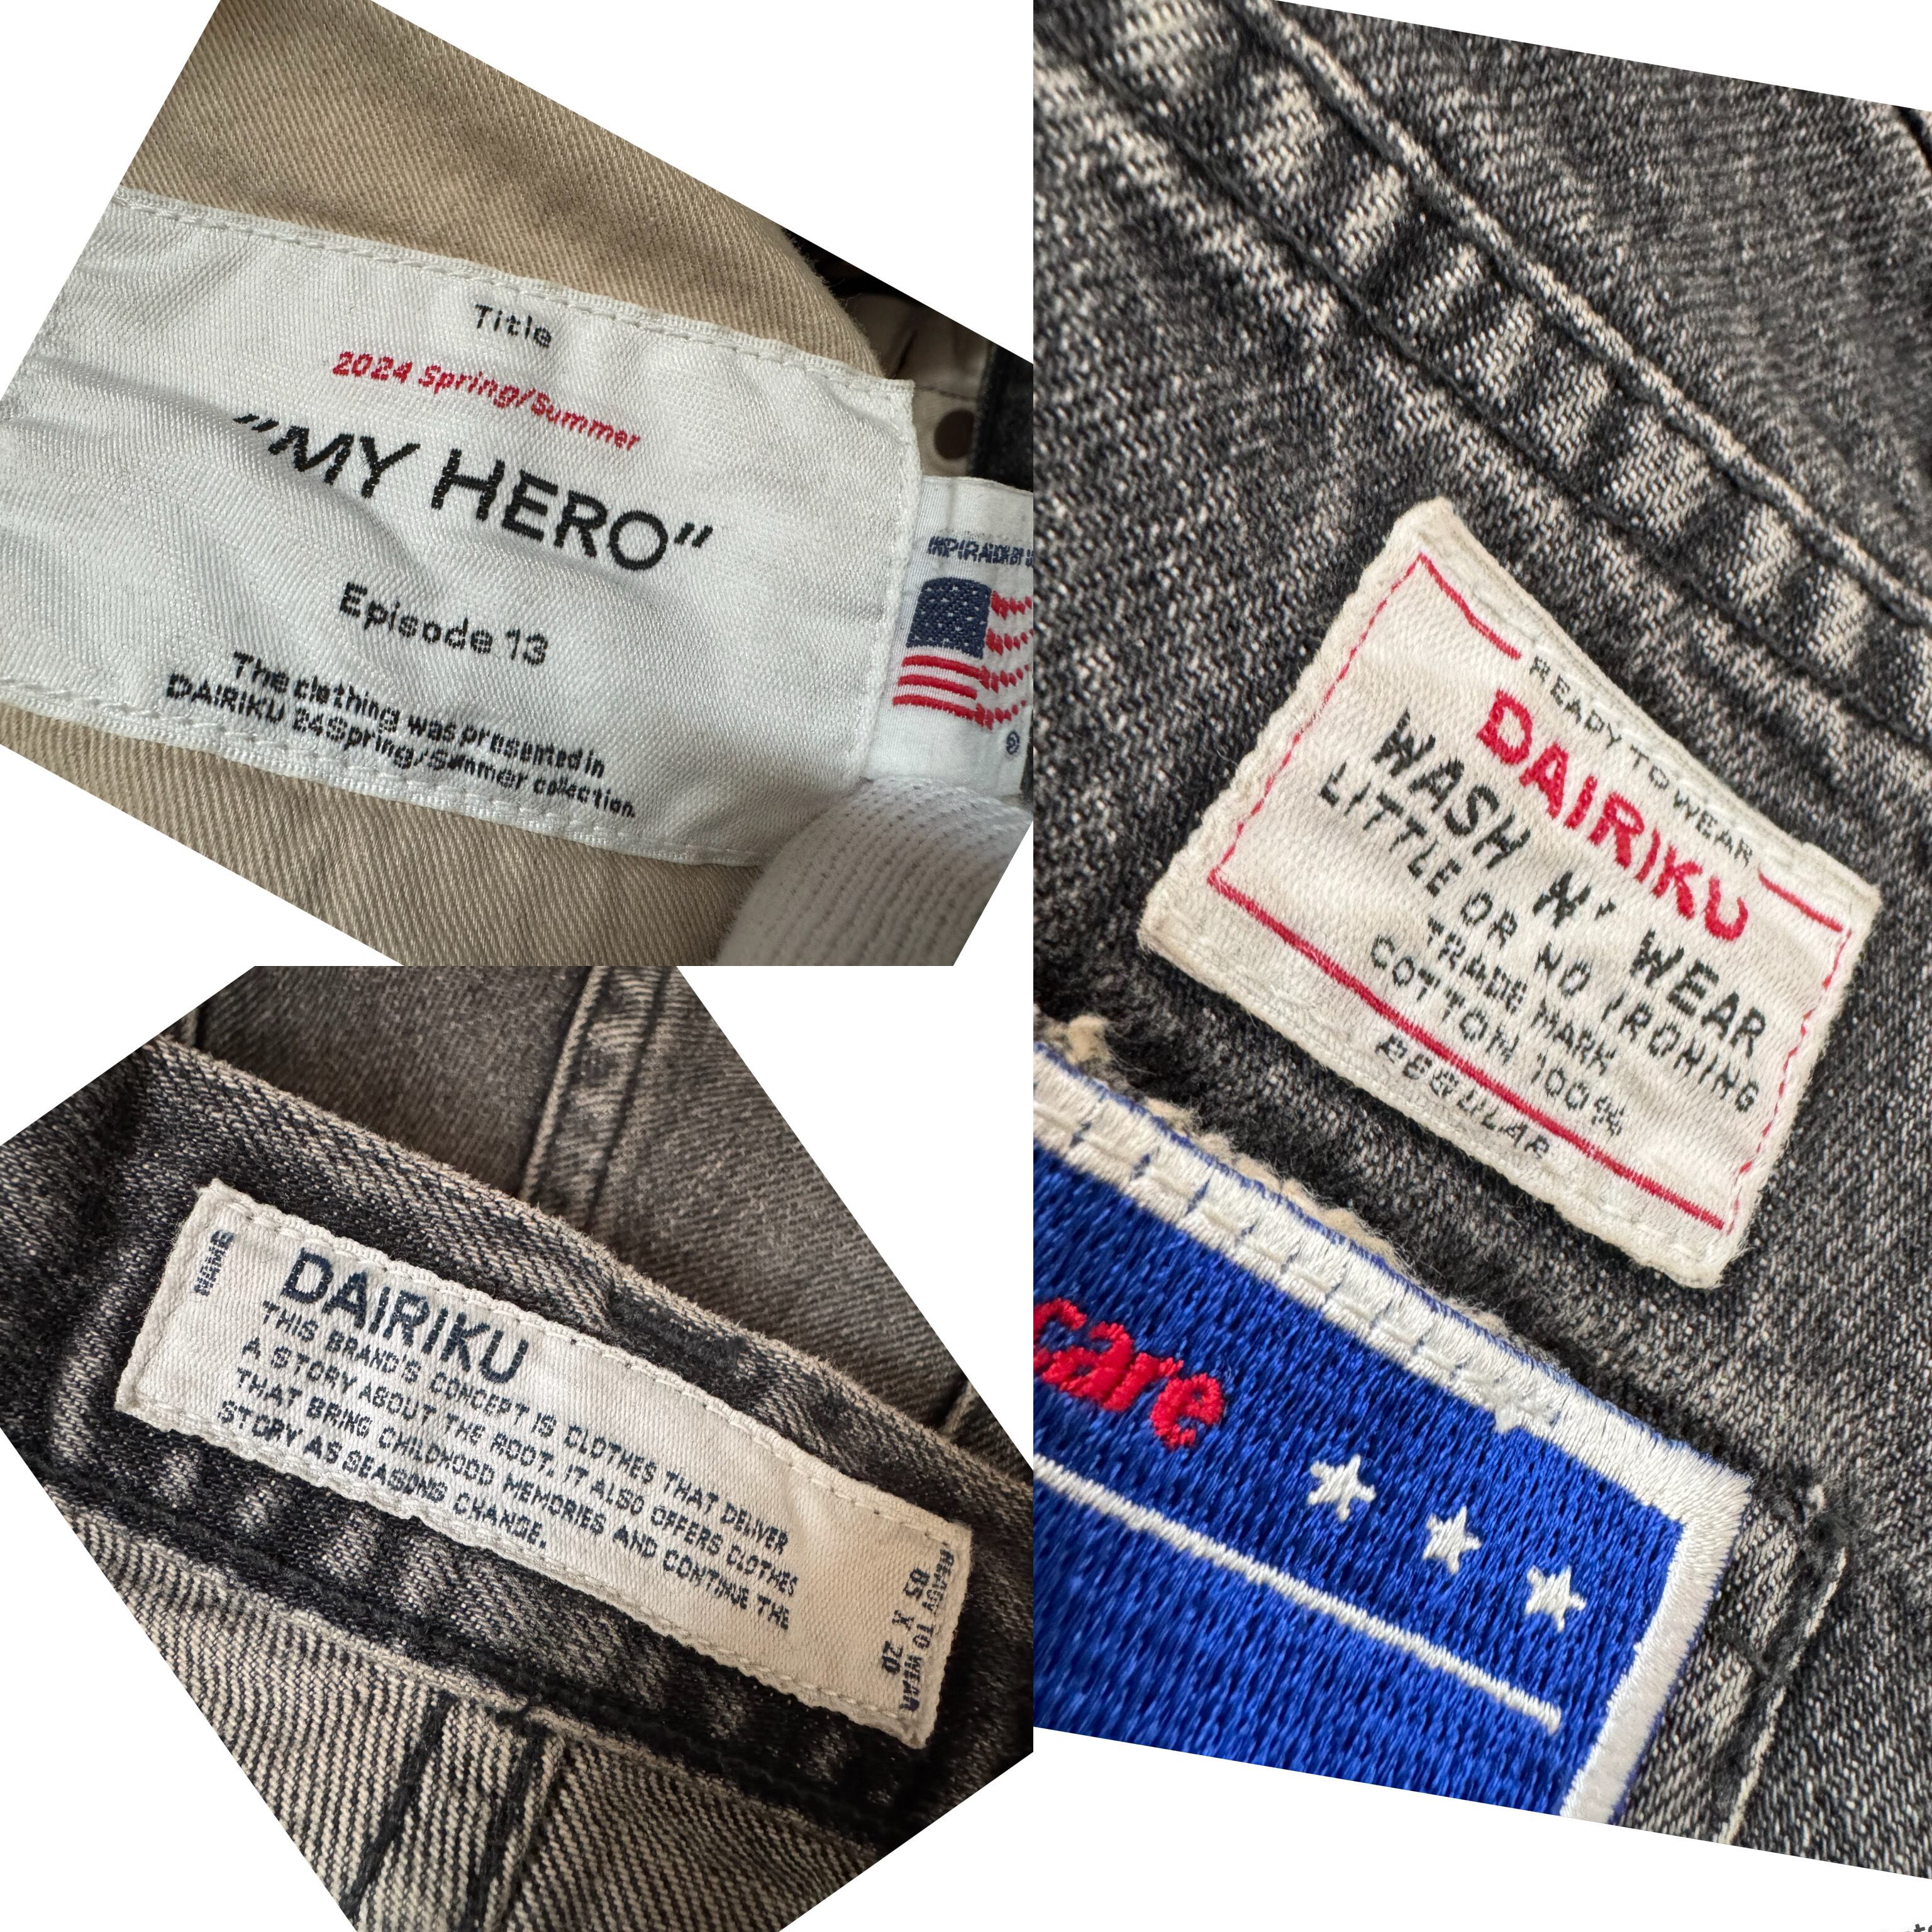 Title
2024 Spring/Summer
"MY HERO"
Episode 13
The clothing was presented in
DAIRIKU 24Spring/Summer collection.
READY TO WEAR
DAIRIKU
WASH N' WEAR
LITTLE OR NO IRONING
TRADE MARK
COTTON 100%
REGULAR
care
NAME
DAIRIKU
THIS BRAND'S CONCEPT IS CLOTHES THAT DELIVER
A STORY ABOUT THE ROOT. IT ALSO OFFERS CLOTHES
THAT BRING CHILDHOOD MEMORIES AND CONTINUE THE
STORY AS SEASONS CHANGE.
READY TO WEAR
05 X 20